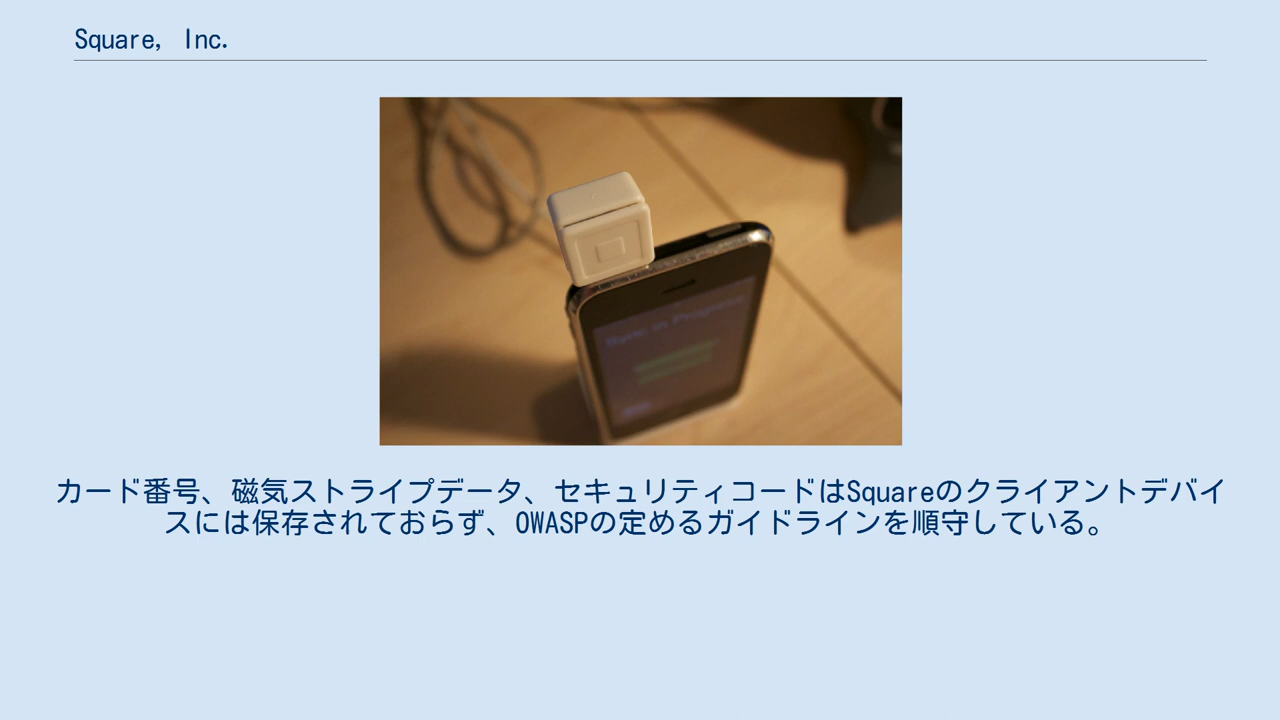 Square, Inc.
Sync in Progress
カード番号、磁気ストライプデータ、セキュリティコードはSquareのクライアントデバイ
スには保存されておらず、OWASPの定めるガイドラインを順守している。